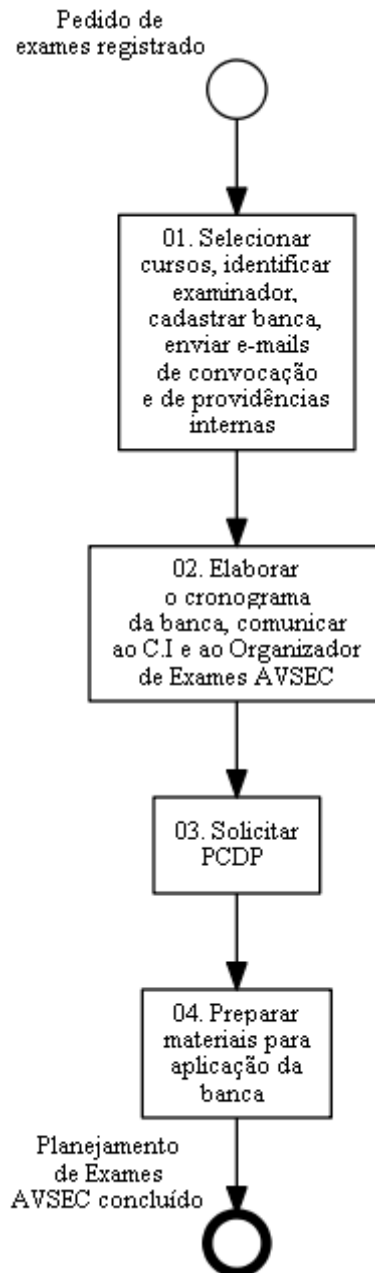 Pedido de
exames registrado
01. Selecionar
cursos, identificar
examinador,
cadastrar banca,
enviar e-mails
de convocação
e de providências
internas
02. Elaborar
o cronograma
da banca, comunicar
ao C.I e ao Organizador
de Exames AVSEC
03. Solicitar
PCDP
04. Preparar
materiais para
aplicação da
banca
Planejamento
de Exames
AVSEC concluído